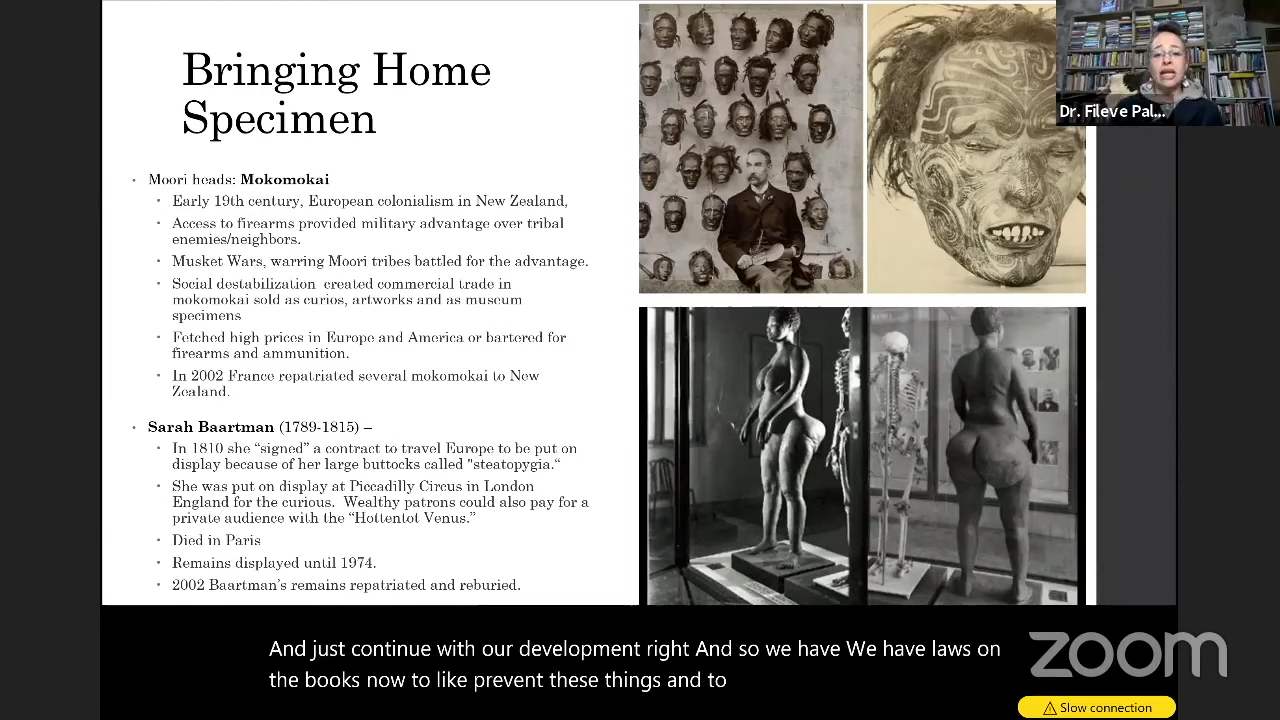 Bringing Home
Specimen
• Moori heads: Mokomokai
• Early 19th century, European colonialism in New Zealand,
• Access to firearms provided military advantage over tribal
enemies/neighbors.
• Musket Wars, warring Moori tribes battled for the advantage.
• Social destabilization created commercial trade in
mokomokai sold as curios, artworks and as museum
specimens
• Fetched high prices in Europe and America or bartered for
firearms and ammunition.
• In 2002 France repatriated several mokomokai to New
Zealand.
• Sarah Baartman (1789-1815) –
• In 1810 she “signed” a contract to travel Europe to be put on
display because of her large buttocks called "steatopygia.“
• She was put on display at Piccadilly Circus in London
England for the curious. Wealthy patrons could also pay for a
private audience with the “Hottentot Venus.”
• Died in Paris
• Remains displayed until 1974.
• 2002 Baartman’s remains repatriated and reburied.
Dr. Fileve Pal...
And just continue with our development right And so we have We have laws on
the books now to like prevent these things and to
zoom
Slow connection